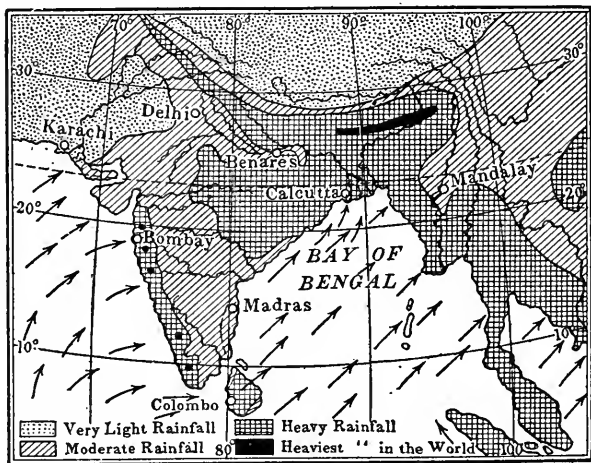 70° 80° 90° 100°
30° 30°
Delhi
Karachi
Benares
Calcutta
Mandalay
20° 20°
Bombay
BAY OF
BENGAL
Madras
10° 10
Colombo
Very Light Rainfall
Heavy Rainfall
Moderate Rainfall
80°
Heaviest " in the World
100°